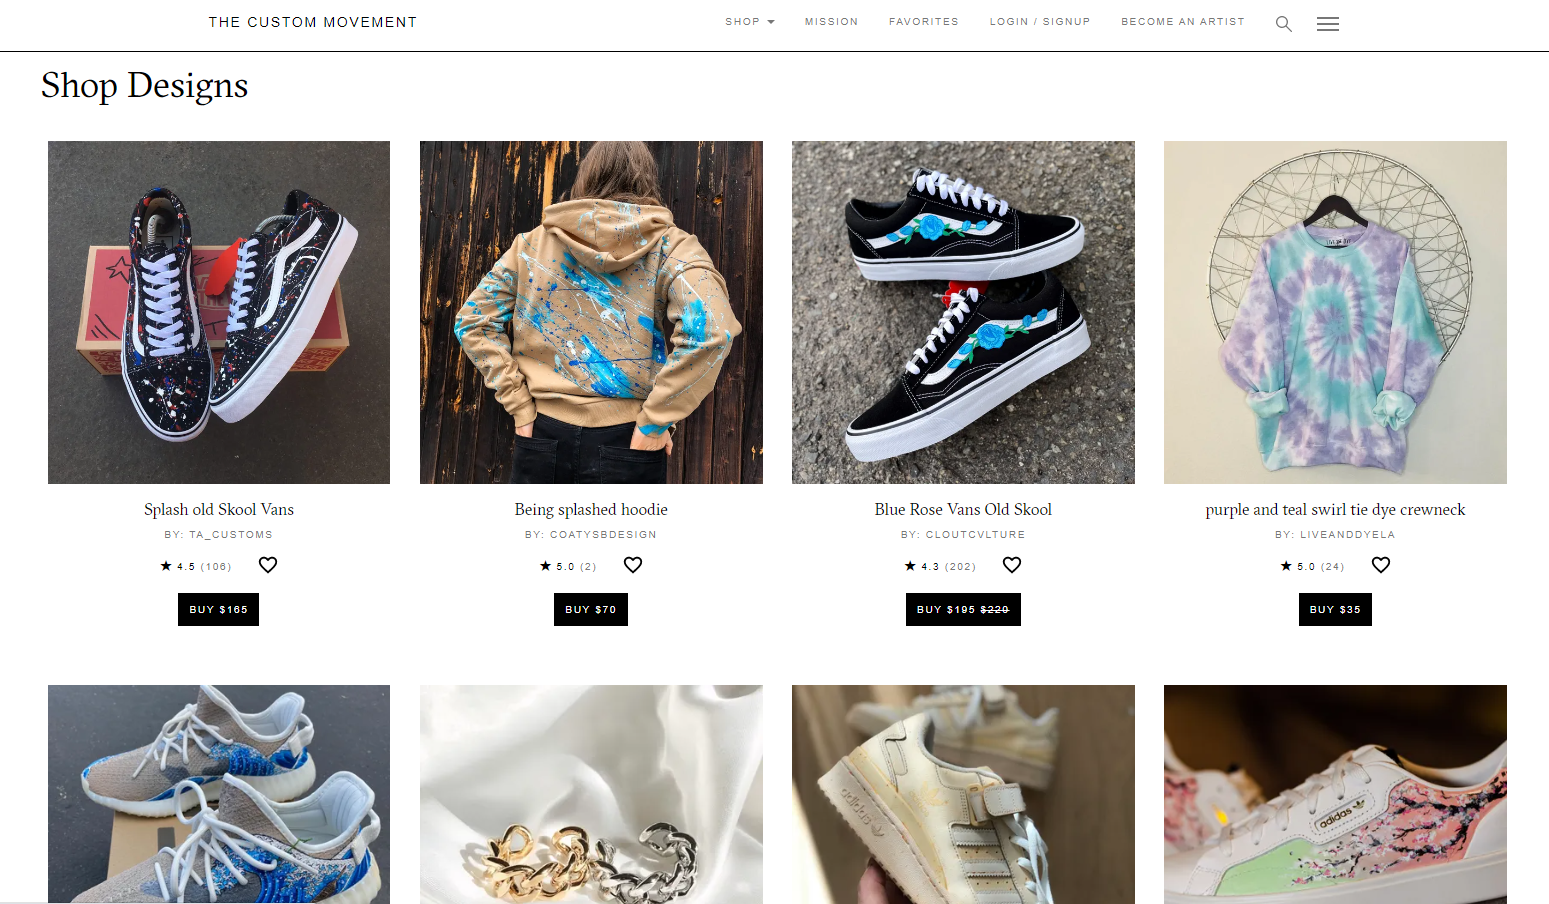 THE CUSTOM MOVEMENT
SHOP MISSION FAVORITES LOGIN / SIGNUP BECOME AN ARTIST
Shop Designs
Splash old Skool Vans
BY: TA_CUSTOMS
★ 4.5 (106)
BUY $165
Being splashed hoodie
BY: COATYSBDESIGN
★ 5.0 (2)
BUY $70
Blue Rose Vans Old Skool
BY: CLOUTCVLTURE
★ 4.3 (202)
BUY $195 $220
purple and teal swirl tie dye crewneck
BY: LIVEANDDYELA
★ 5.0 (24)
BUY $35
adidas
adidas